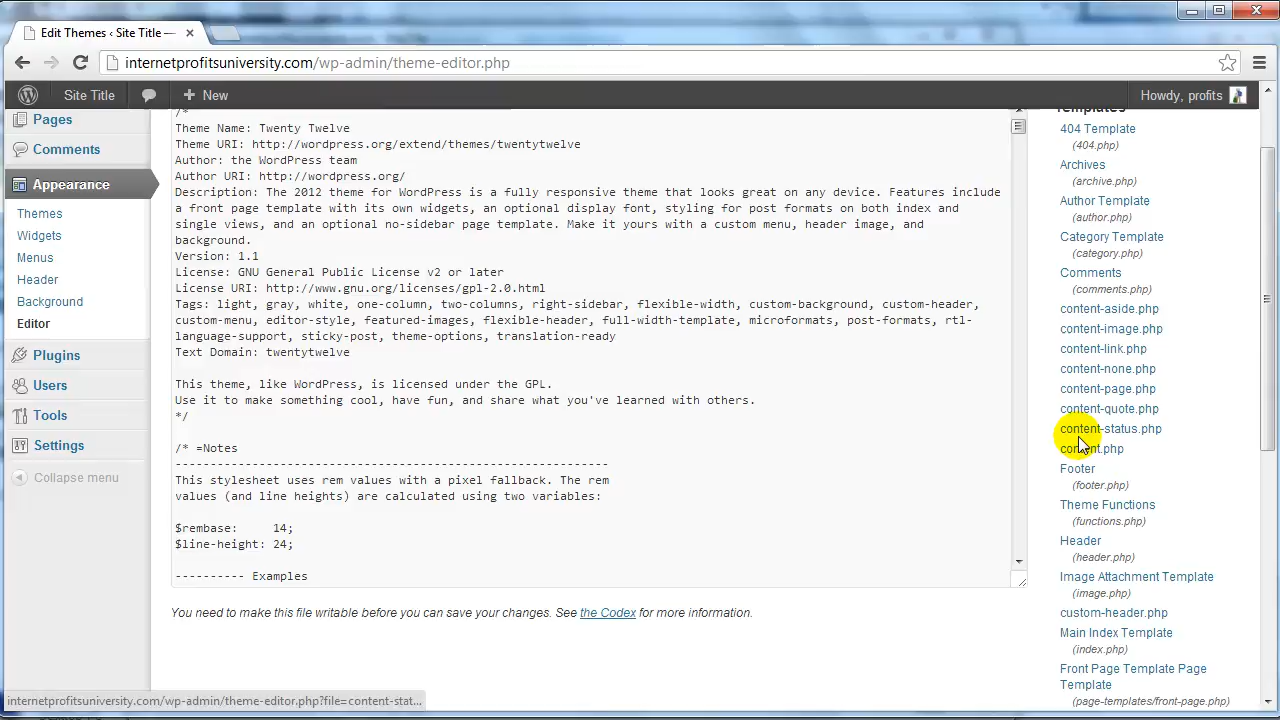 Edit Themes ‹ Site Title —
internetprofitsuniversity.com/wp-admin/theme-editor.php
Site Title
New
Howdy, profits
Pages
Comments
Appearance
Themes
Widgets
Menus
Header
Background
Editor
Plugins
Users
Tools
Settings
Collapse menu
/*
Theme Name: Twenty Twelve
Theme URI: http://wordpress.org/extend/themes/twentytwelve
Author: the WordPress team
Author URI: http://wordpress.org/
Description: The 2012 theme for WordPress is a fully responsive theme that looks great on any device. Features include
a front page template with its own widgets, an optional display font, styling for post formats on both index and
single views, and an optional no-sidebar page template. Make it yours with a custom menu, header image, and
background.
Version: 1.1
License: GNU General Public License v2 or later
License URI: http://www.gnu.org/licenses/gpl-2.0.html
Tags: light, gray, white, one-column, two-columns, right-sidebar, flexible-width, custom-background, custom-header,
custom-menu, editor-style, featured-images, flexible-header, full-width-template, microformats, post-formats, rtl-
language-support, sticky-post, theme-options, translation-ready
Text Domain: twentytwelve
This theme, like WordPress, is licensed under the GPL.
Use it to make something cool, have fun, and share what you've learned with others.
*/
/* =Notes
--------------------------------------------------------------
This stylesheet uses rem values with a pixel fallback. The rem
values (and line heights) are calculated using two variables:
$rembase: 14;
$line-height: 24;
---------- Examples
You need to make this file writable before you can save your changes. See the Codex for more information.
Templates
404 Template
(404.php)
Archives
(archive.php)
Author Template
(author.php)
Category Template
(category.php)
Comments
(comments.php)
content-aside.php
content-image.php
content-link.php
content-none.php
content-page.php
content-quote.php
content-status.php
content.php
Footer
(footer.php)
Theme Functions
(functions.php)
Header
(header.php)
Image Attachment Template
(image.php)
custom-header.php
Main Index Template
(index.php)
Front Page Template Page
Template
(page-templates/front-page.php)
internetprofitsuniversity.com/wp-admin/theme-editor.php?file=content-stat...